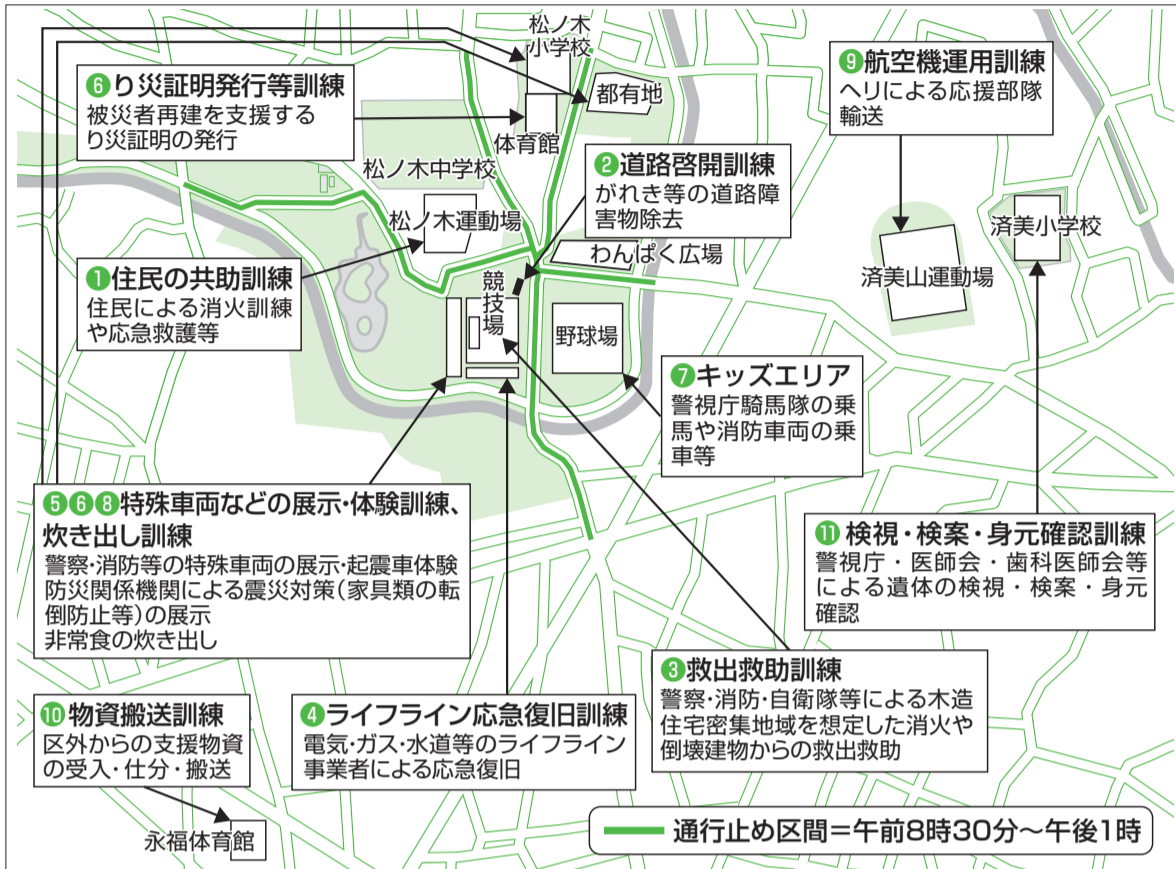 松ノ木
小学校
❻り災証明発行等訓練
被災者再建を支援する
り災証明の発行
都有地
体育館
❾航空機運用訓練
ヘリによる応援部隊
輸送
松ノ木中学校
❷道路啓開訓練
がれき等の道路障
害物除去
松ノ木運動場
わんぱく広場
済美小学校
済美山運動場
❶住民の共助訓練
住民による消火訓練
や応急救護等
競技場
野球場
❼キッズエリア
警視庁騎馬隊の乗
馬や消防車両の乗
車等
❺❻❽特殊車両などの展示・体験訓練、
炊き出し訓練
警察・消防等の特殊車両の展示・起震車体験
防災関係機関による震災対策(家具類の転
倒防止等)の展示
非常食の炊き出し
⓫検視・検案・身元確認訓練
警視庁・医師会・歯科医師会等
による遺体の検視・検案・身元
確認
❸救出救助訓練
警察・消防・自衛隊等による木造
住宅密集地域を想定した消火や
倒壊建物からの救出救助
❿物資搬送訓練
区外からの支援物資
の受入・仕分・搬送
❹ライフライン応急復旧訓練
電気・ガス・水道等のライフライン
事業者による応急復旧
永福体育館
通行止め区間=午前8時30分〜午後1時